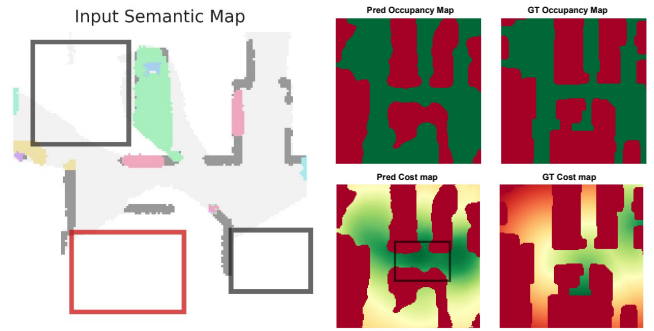 Input Semantic Map
Pred Occupancy Map
GT Occupancy Map
Pred Cost map
GT Cost map